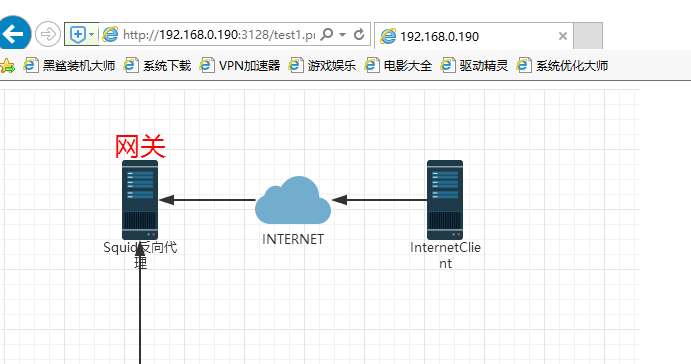 http://192.168.0.190:3128/test1.p
192.168.0.190
黑鲨装机大师 系统下载 VPN加速器 游戏娱乐 电影大全 驱动精灵 系统优化大师
网关
INTERNET
Squid反向代
理
InternetClie
nt